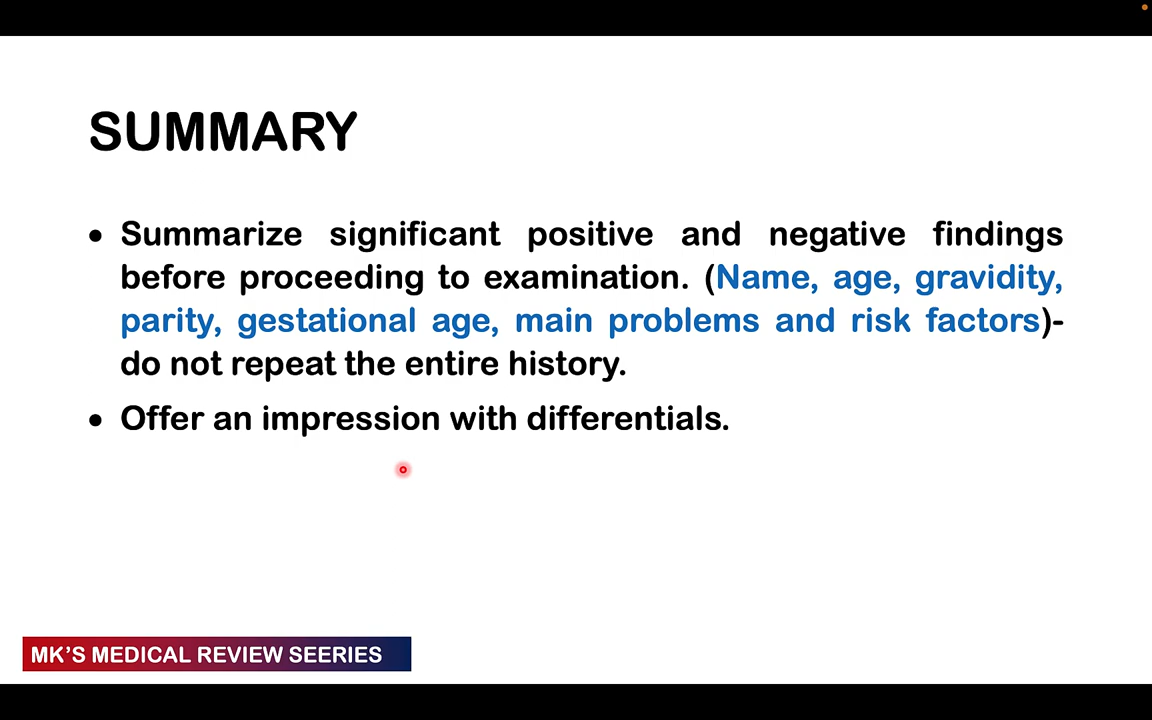 SUMMARY
• Summarize significant positive and negative findings
before proceeding to examination. (Name, age, gravidity,
parity, gestational age, main problems and risk factors)-
do not repeat the entire history.
• Offer an impression with differentials.
MK'S MEDICAL REVIEW SEERIES